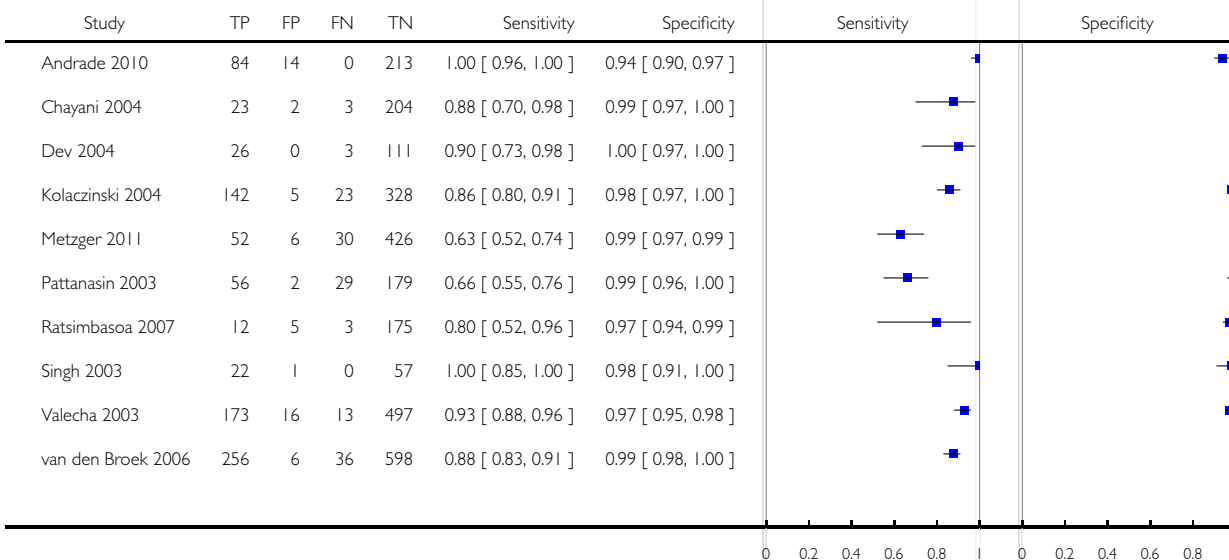 Study TP FP FN TN Sensitivity Specificity Sensitivity Specificity
Andrade 2010 84 14 0 213 1.00 [ 0.96, 1.00 ] 0.94 [ 0.90, 0.97 ]
Chayani 2004 23 2 3 204 0.88 [ 0.70, 0.98 ] 0.99 [ 0.97, 1.00 ]
Dev 2004 26 0 3 111 0.90 [ 0.73, 0.98 ] 1.00 [ 0.97, 1.00 ]
Kolaczinski 2004 142 5 23 328 0.86 [ 0.80, 0.91 ] 0.98 [ 0.97, 1.00 ]
Metzger 2011 52 6 30 426 0.63 [ 0.52, 0.74 ] 0.99 [ 0.97, 0.99 ]
Pattanasin 2003 56 2 29 179 0.66 [ 0.55, 0.76 ] 0.99 [ 0.96, 1.00 ]
Ratsimbasoa 2007 12 5 3 175 0.80 [ 0.52, 0.96 ] 0.97 [ 0.94, 0.99 ]
Singh 2003 22 1 0 57 1.00 [ 0.85, 1.00 ] 0.98 [ 0.91, 1.00 ]
Valecha 2003 173 16 13 497 0.93 [ 0.88, 0.96 ] 0.97 [ 0.95, 0.98 ]
van den Broek 2006 256 6 36 598 0.88 [ 0.83, 0.91 ] 0.99 [ 0.98, 1.00 ]
0 0.2 0.4 0.6 0.8 1 0 0.2 0.4 0.6 0.8